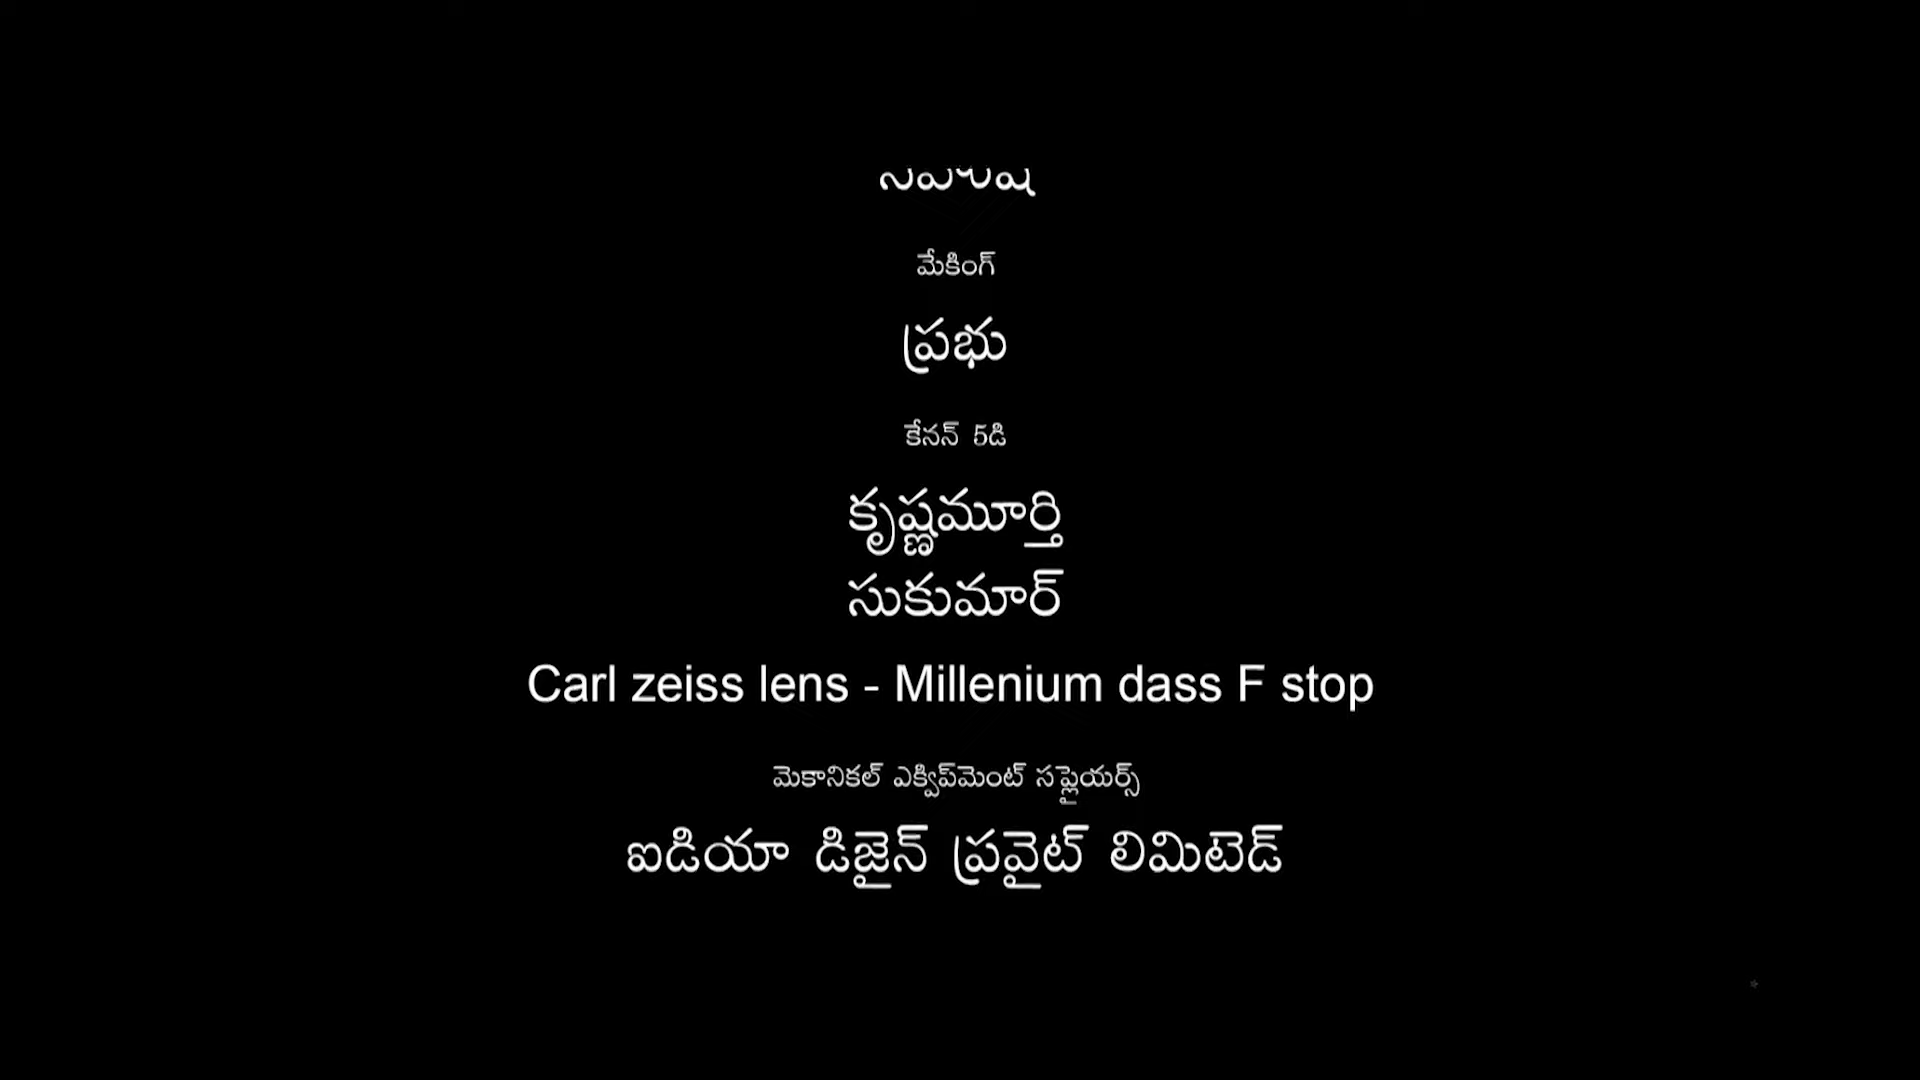 మేకింగ్
ప్రభు
కేనన్ 5డి
కృష్ణమూర్తి
సుకుమార్
Carl zeiss lens - Millenium dass F stop
మెకానికల్ ఎక్విప్‌మెంట్ సప్లైయర్స్
ఐడియా డిజైన్ ప్రవైట్ లిమిటెడ్